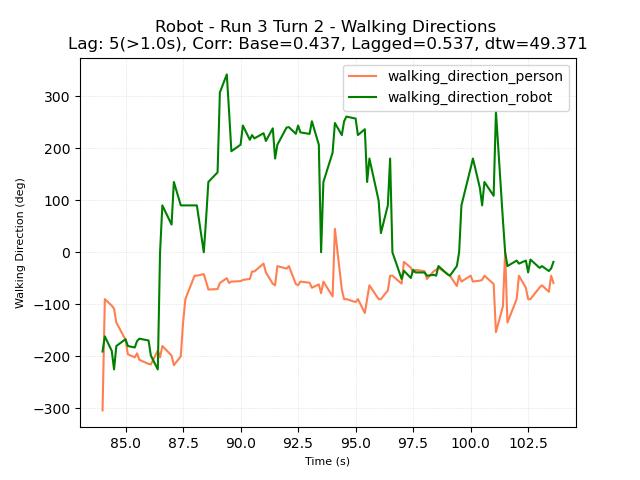 Robot - Run 3 Turn 2 - Walking Directions
Lag: 5(>1.0s), Corr: Base=0.437, Lagged=0.537, dtw=49.371
walking_direction_person
walking_direction_robot
Walking Direction (deg)
300
200
100
0
−100
−200
−300
85.0 87.5 90.0 92.5 95.0 97.5 100.0 102.5
Time (s)